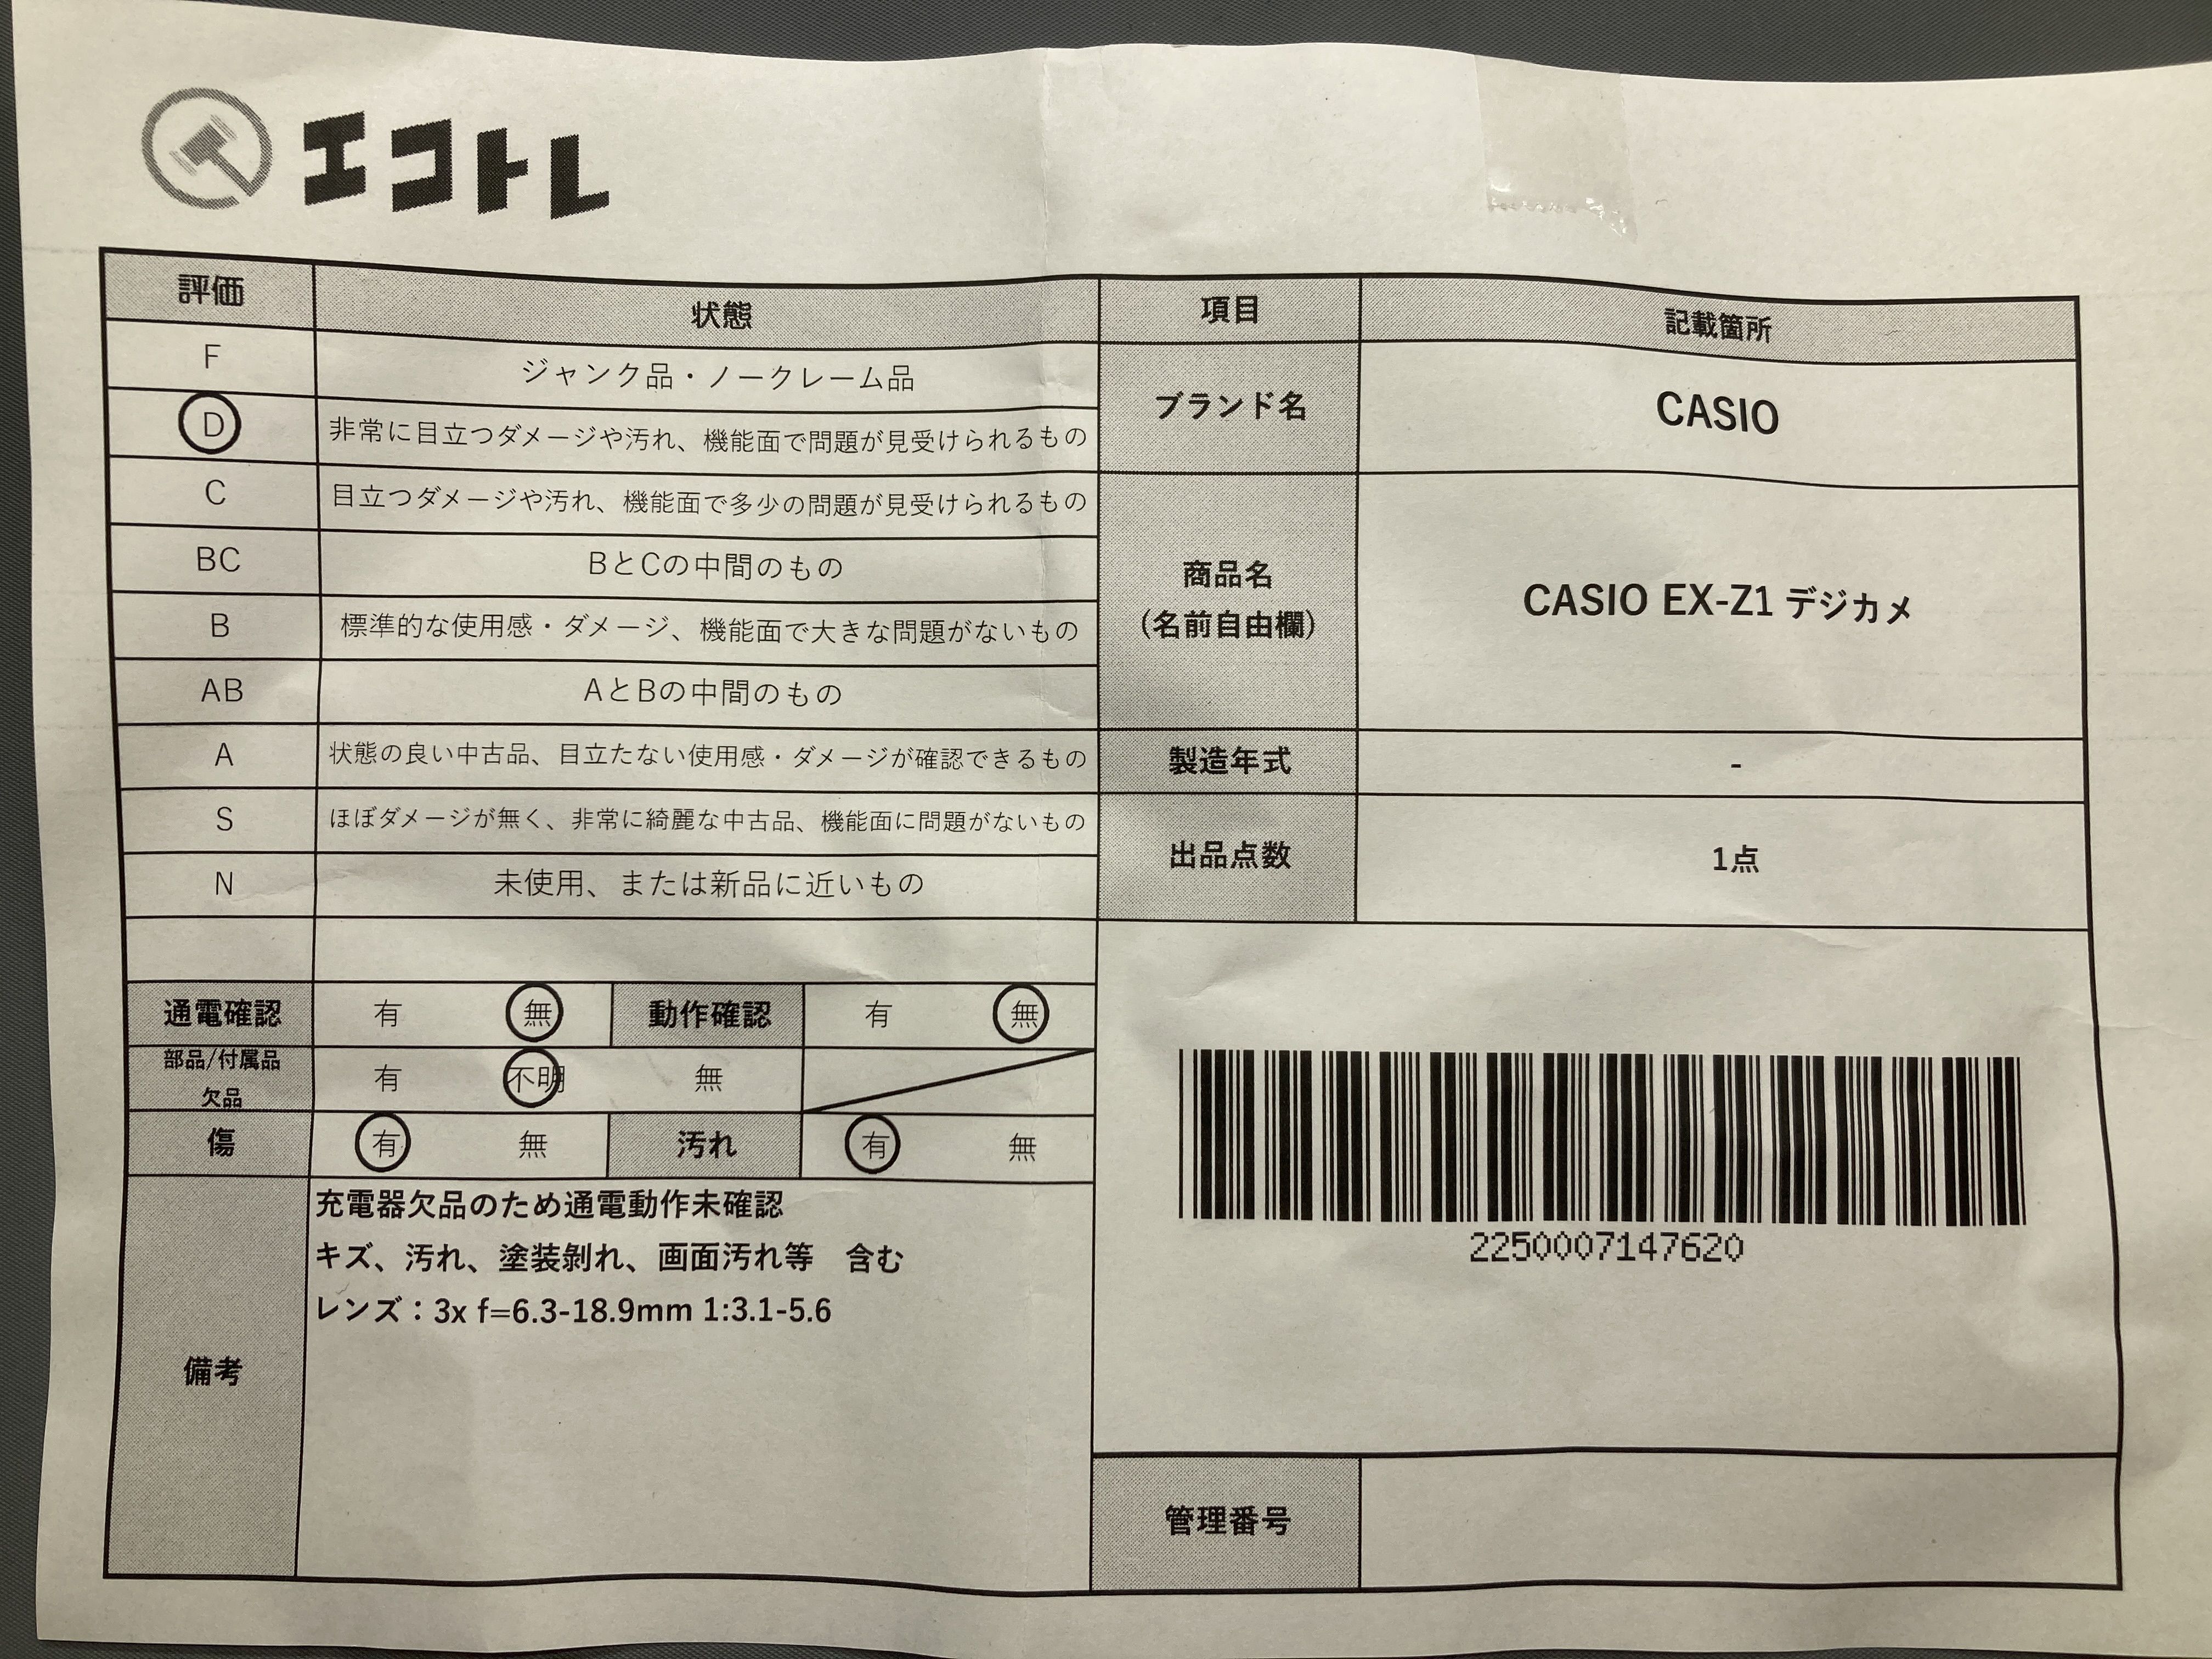 エコトレ
評価 状態 項目 記載箇所
F ジャンク品・ノークレーム品
D 非常に目立つダメージや汚れ、機能面で問題が見受けられるもの
ブランド名 CASIO
C 目立つダメージや汚れ、機能面で多少の問題が見受けられるもの
BC BとCの中間のもの
B 標準的な使用感・ダメージ、機能面で大きな問題がないもの
商品名
(名前自由欄)
CASIO EX-Z1 デジカメ
AB AとBの中間のもの
A 状態の良い中古品、目立たない使用感・ダメージが確認できるもの
製造年式 -
S ほぼダメージが無く、非常に綺麗な中古品、機能面に問題がないもの
出品点数 1点
N 未使用、または新品に近いもの
通電確認 有 無 動作確認 有 無
部品/付属品
欠品
有 不明 無
傷 有 無 汚れ 有 無
備考
充電器欠品のため通電動作未確認
キズ、汚れ、塗装剝れ、画面汚れ等　含む
レンズ：3x f=6.3-18.9mm 1:3.1-5.6
2250007147620
管理番号